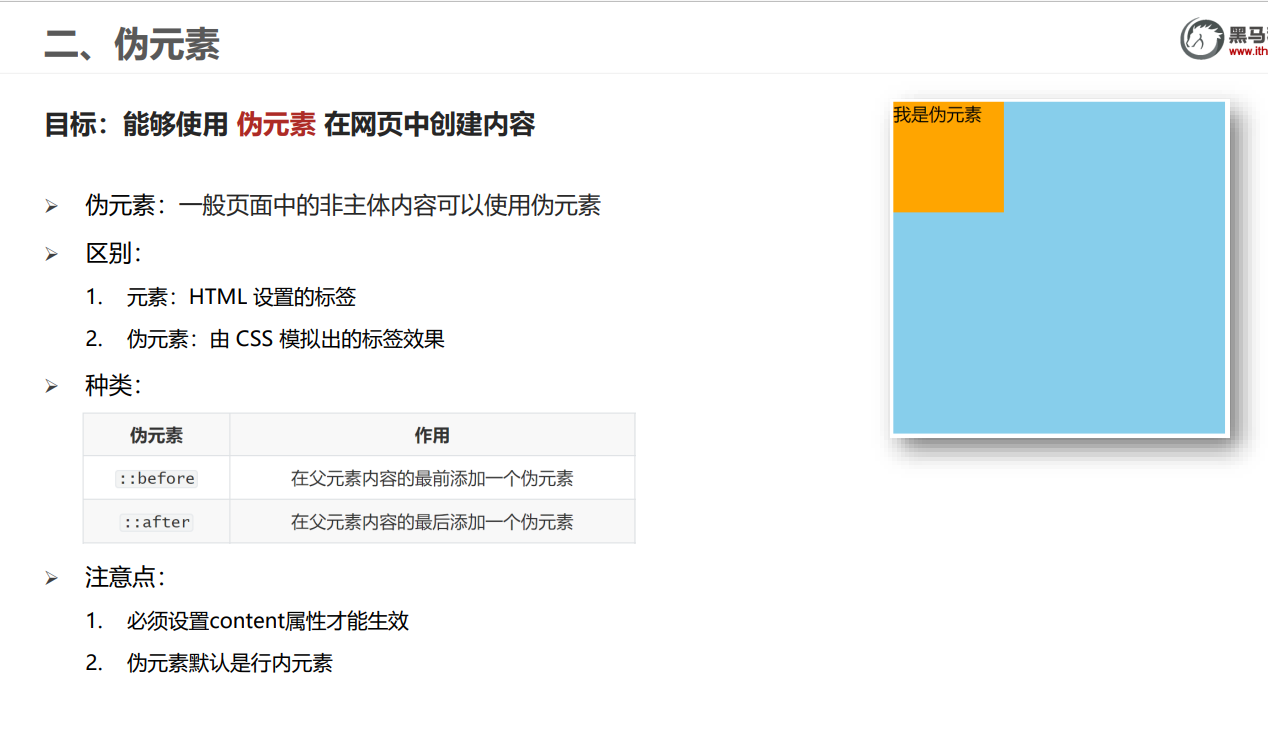 二、伪元素
黑马
www.ith
目标：能够使用 伪元素 在网页中创建内容
我是伪元素
➢ 伪元素：一般页面中的非主体内容可以使用伪元素
➢ 区别：
1. 元素：HTML 设置的标签
2. 伪元素：由 CSS 模拟出的标签效果
➢ 种类：
伪元素 作用
::before 在父元素内容的最前添加一个伪元素
::after 在父元素内容的最后添加一个伪元素
➢ 注意点：
1. 必须设置content属性才能生效
2. 伪元素默认是行内元素